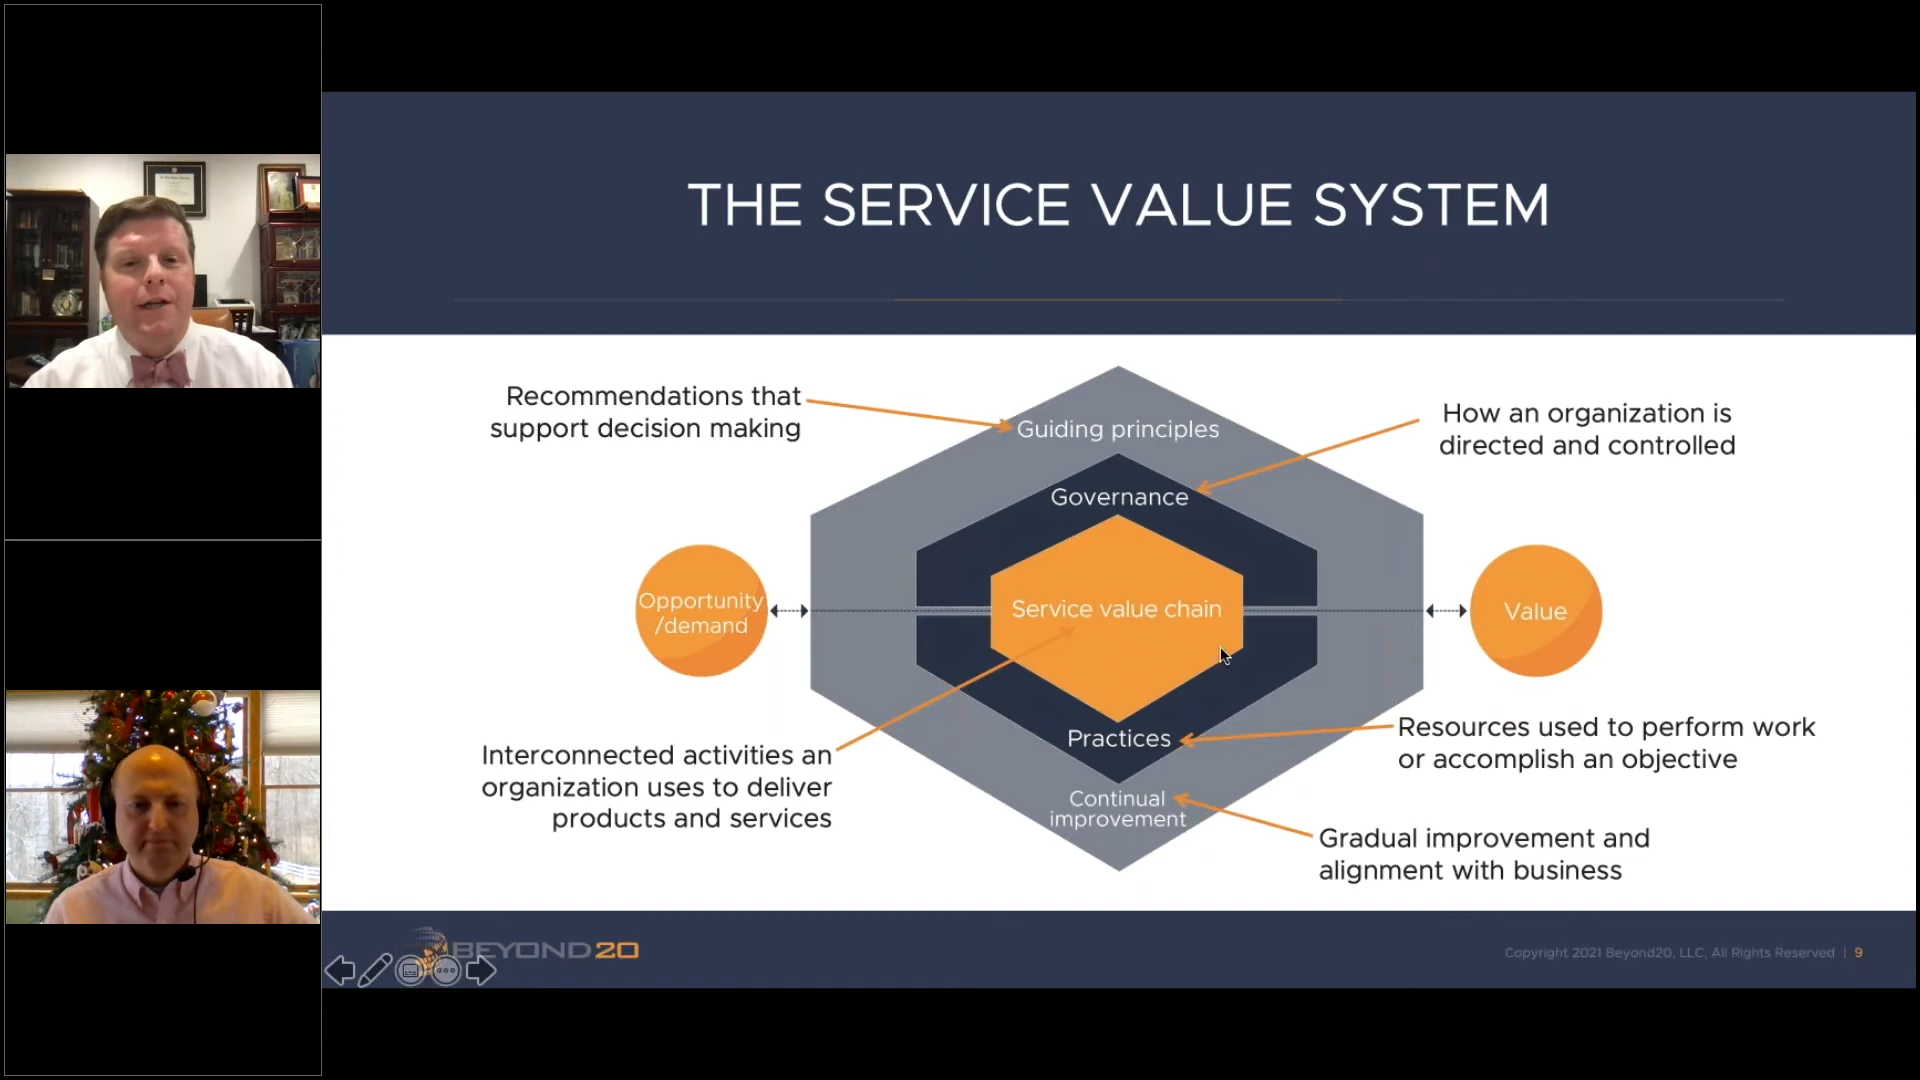 THE SERVICE VALUE SYSTEM
Recommendations that
support decision making
Guiding principles
How an organization is
directed and controlled
Governance
Opportunity
/demand
Service value chain
Value
Interconnected activities an
organization uses to deliver
products and services
Practices
Resources used to perform work
or accomplish an objective
Continual
improvement
Gradual improvement and
alignment with business
BEYOND20
Copyright 2021 Beyond20, LLC, All Rights Reserved | 9